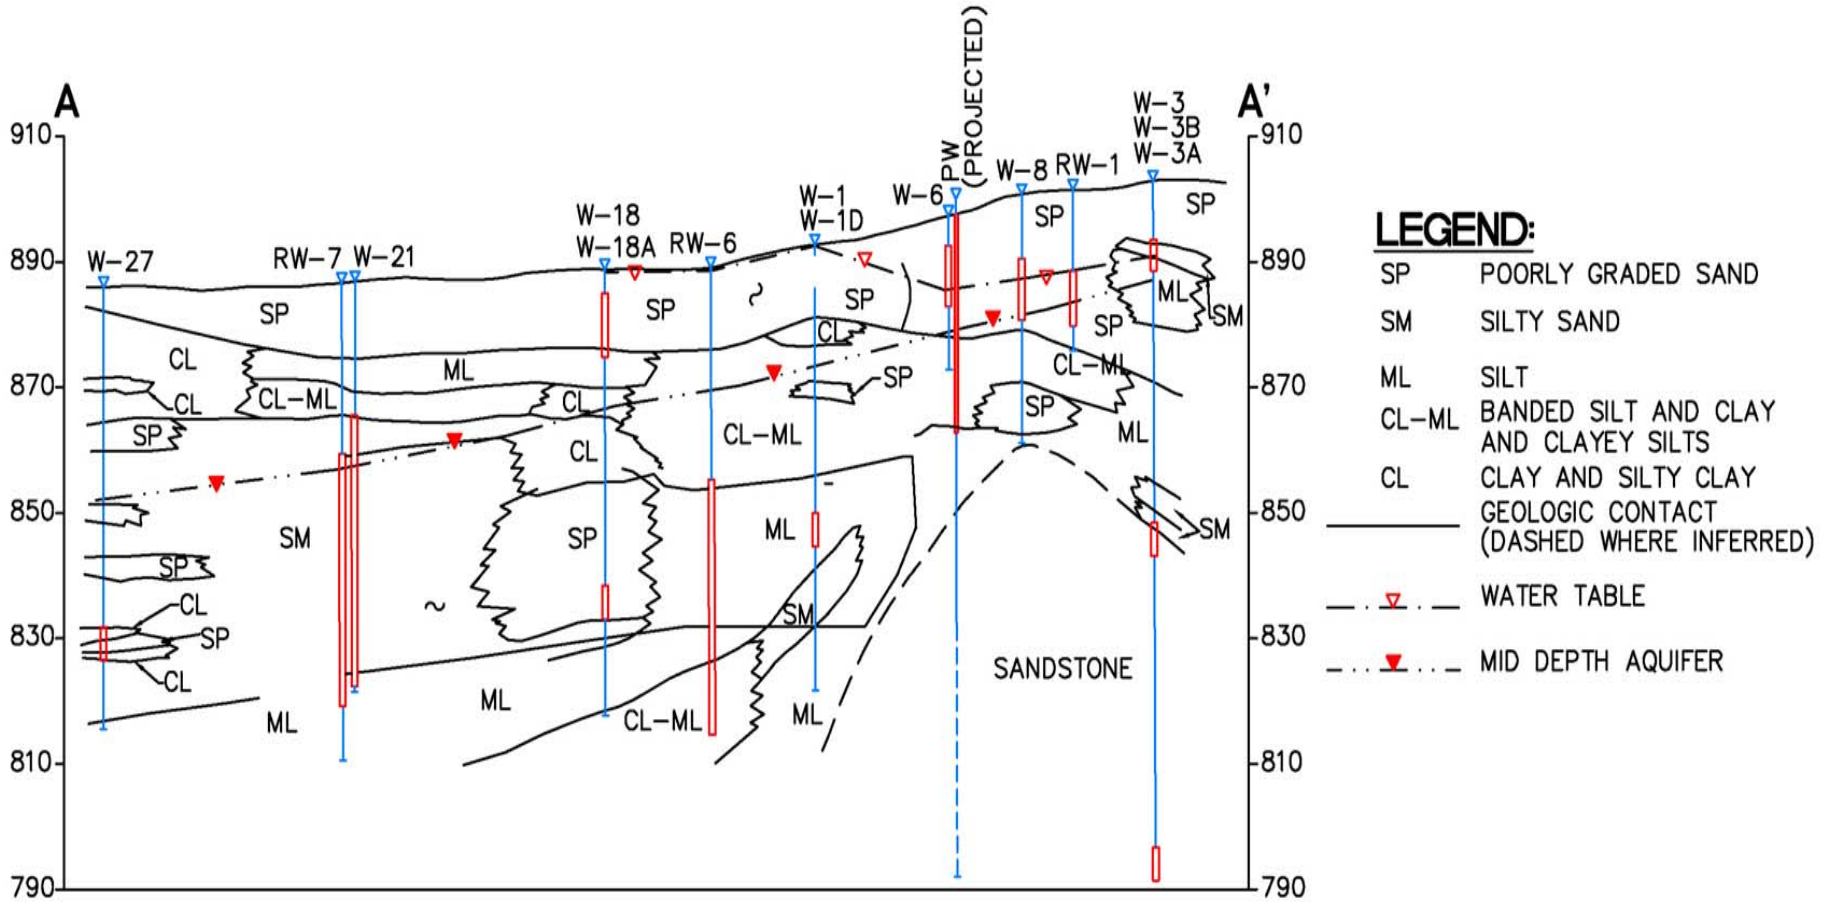 A
A'
910
890
870
850
830
810
790
910
890
870
850
830
810
790
W-27
RW-7
W-21
W-18
W-18A
RW-6
W-1
W-1D
W-6
PW
(PROJECTED)
W-8
RW-1
W-3
W-3B
W-3A
SP
SP
SP
SP
SP
CL
ML
CL
ML
SM
SP
CL
CL-ML
CL
SP
CL-ML
SP
SP
CL
CL-ML
ML
SM
SP
ML
SM
SP
CL
SP
SM
CL
ML
ML
CL-ML
ML
SANDSTONE
LEGEND:
SP POORLY GRADED SAND
SM SILTY SAND
ML SILT
CL-ML BANDED SILT AND CLAY
AND CLAYEY SILTS
CL CLAY AND SILTY CLAY
GEOLOGIC CONTACT
(DASHED WHERE INFERRED)
WATER TABLE
MID DEPTH AQUIFER